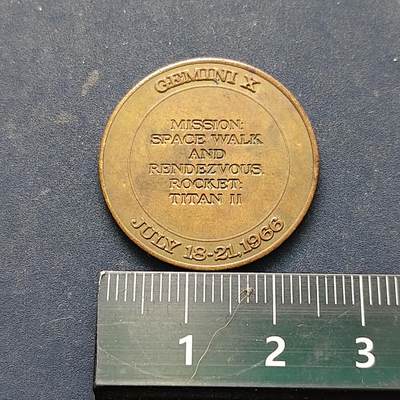 GEMINI X
MISSION:
SPACE WALK
AND
RENDEZVOUS.
ROCKET:
TITAN II
JULY 18-21, 1966
1 2 3